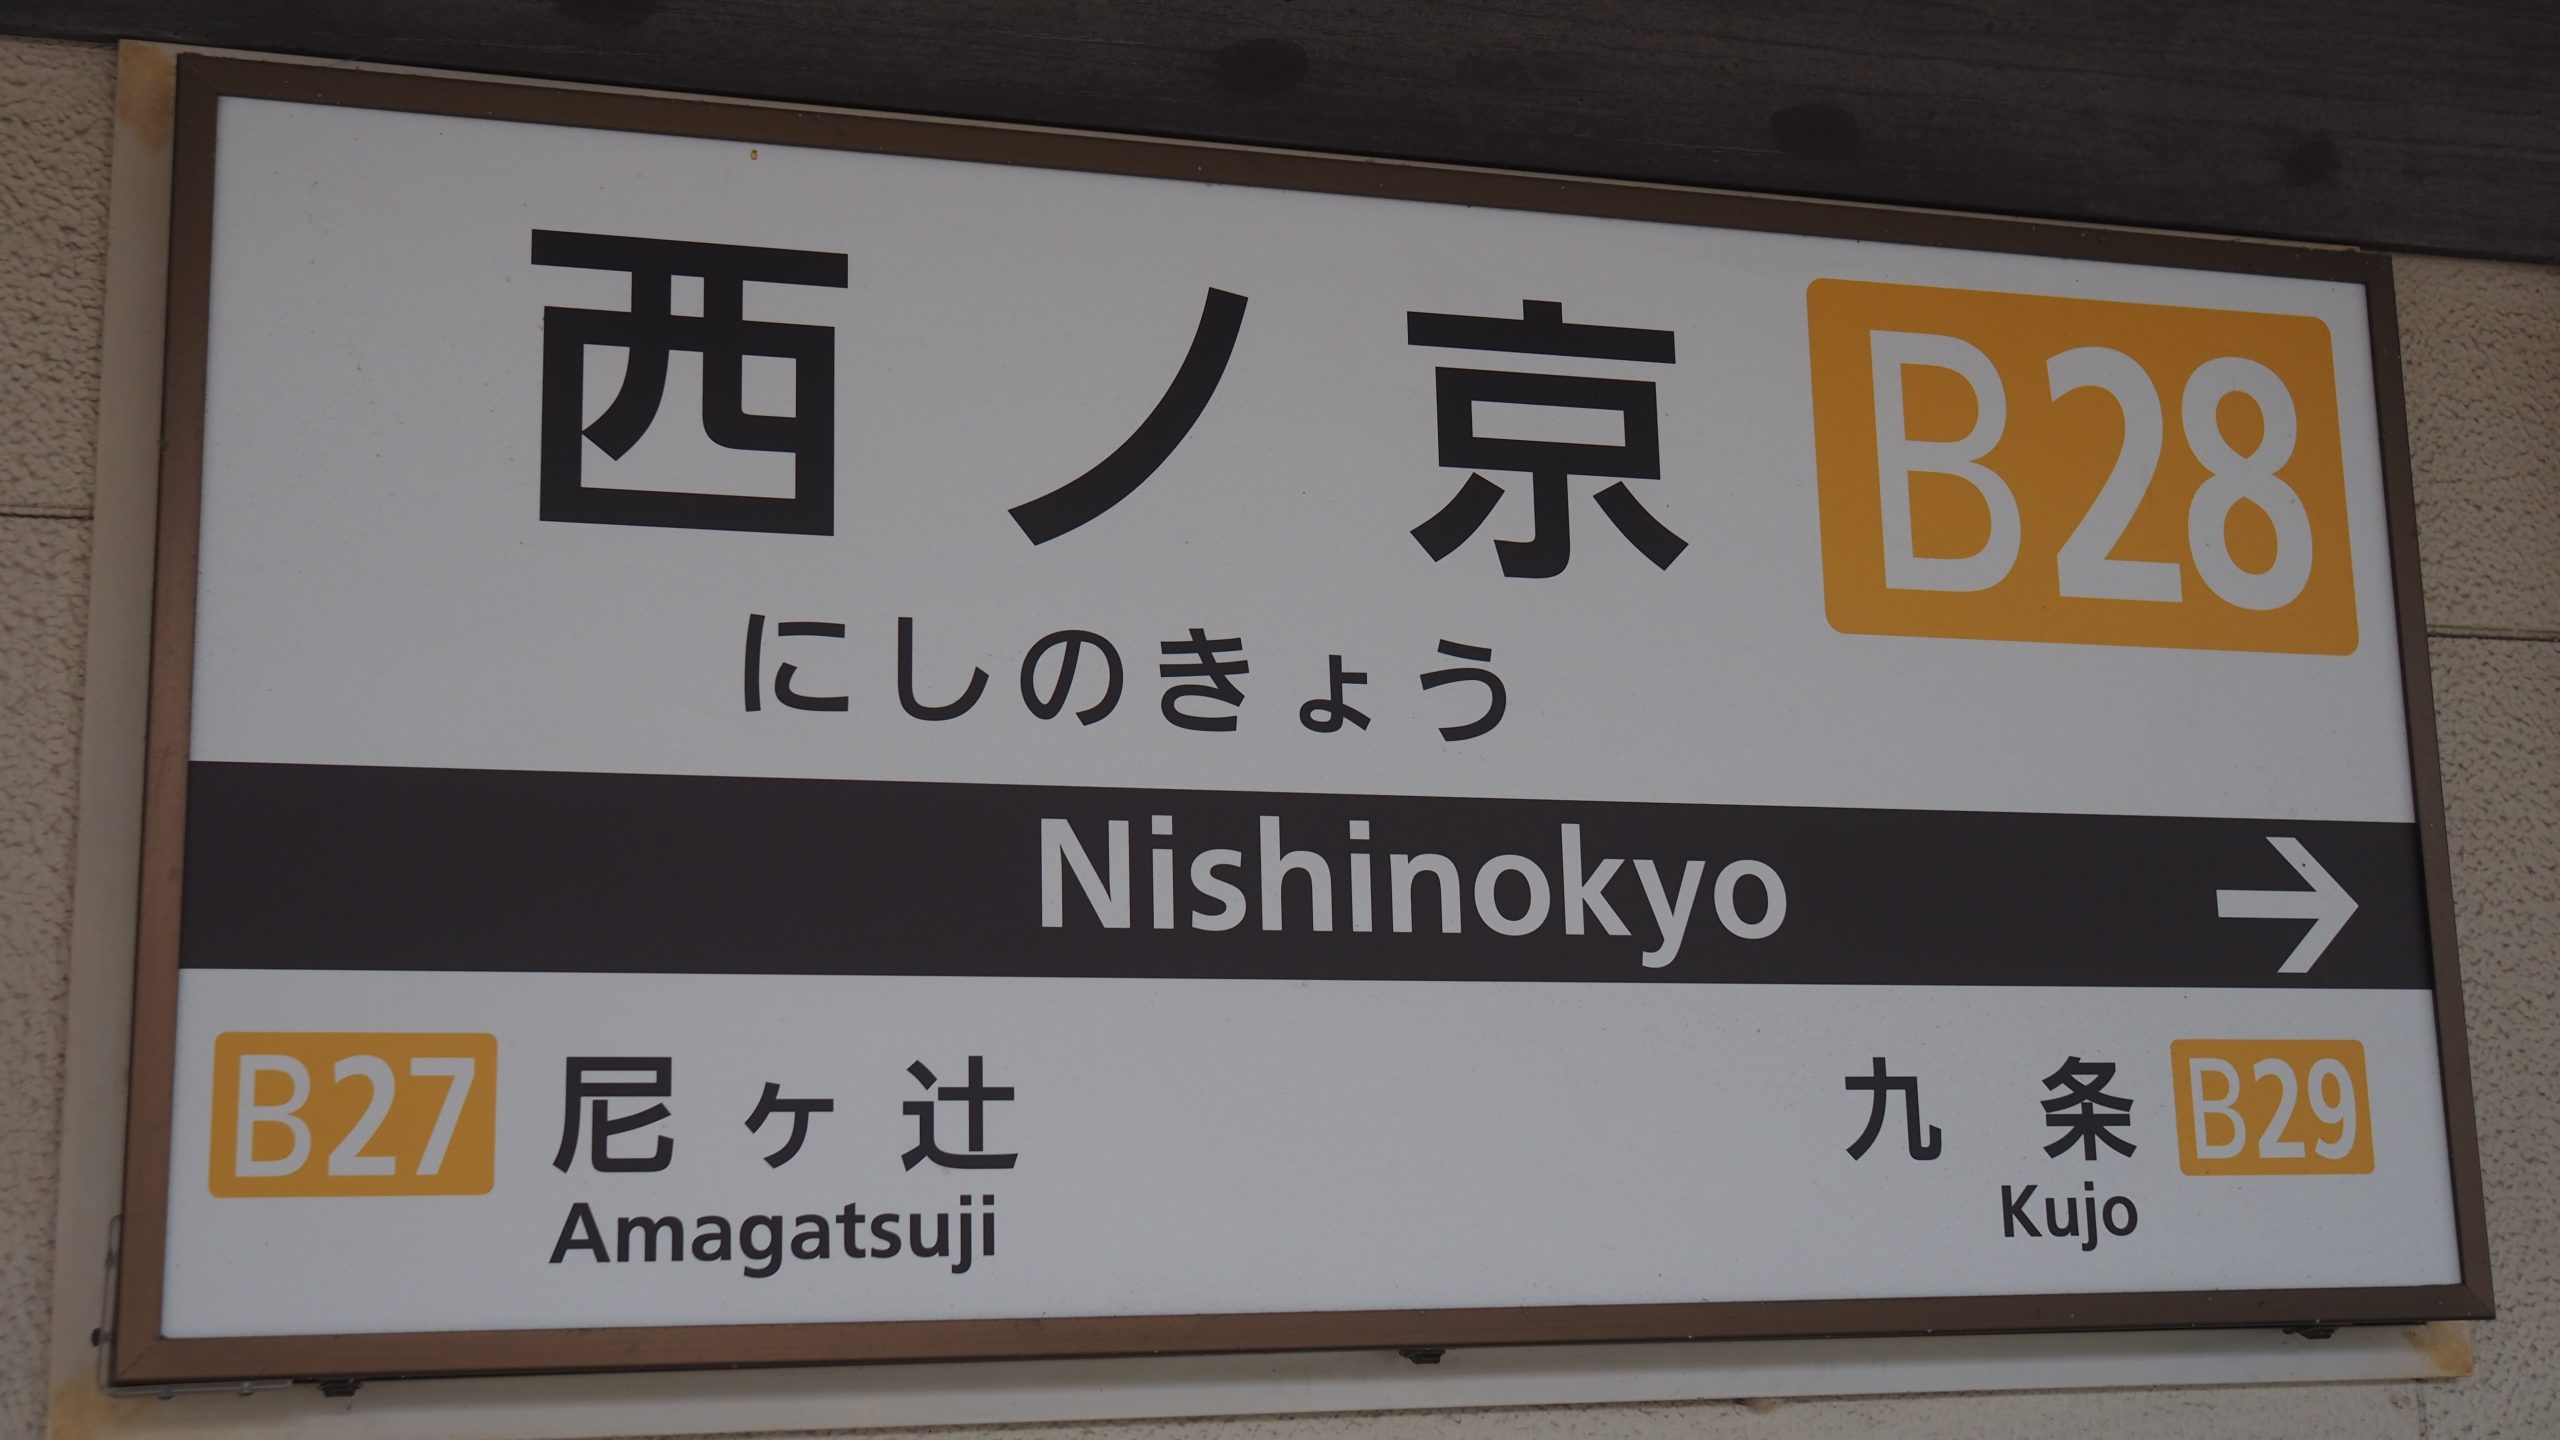 西ノ京 B28
にしのきょう
Nishinokyo →
B27 尼ヶ辻 九条 B29
Amagatsuji Kujo